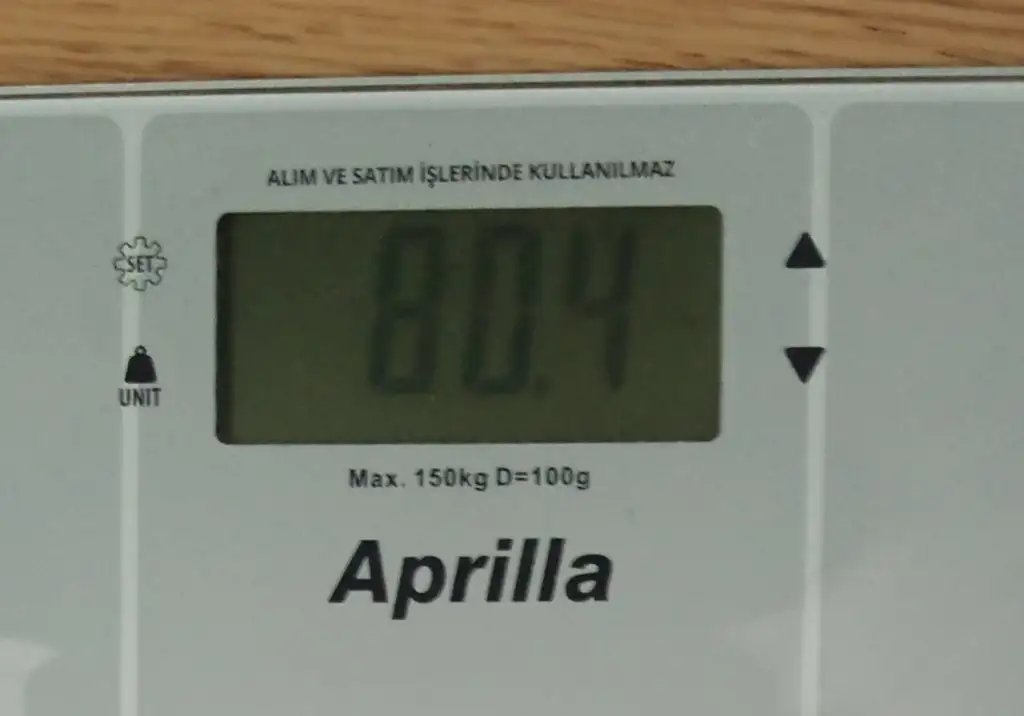 ALIM VE SATIM İŞLERİNDE KULLANILMAZ
SET
80.4
UNIT
Max. 150kg D=100g
Aprilla